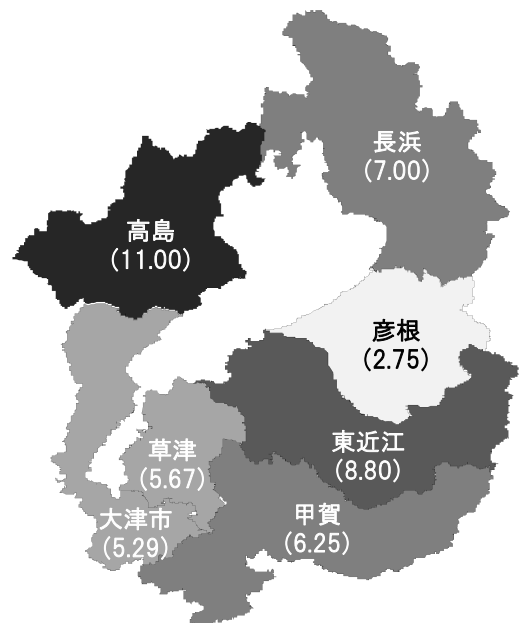 長浜
(7.00)
高島
(11.00)
彦根
(2.75)
東近江
(8.80)
草津
(5.67)
大津市
(5.29)
甲賀
(6.25)